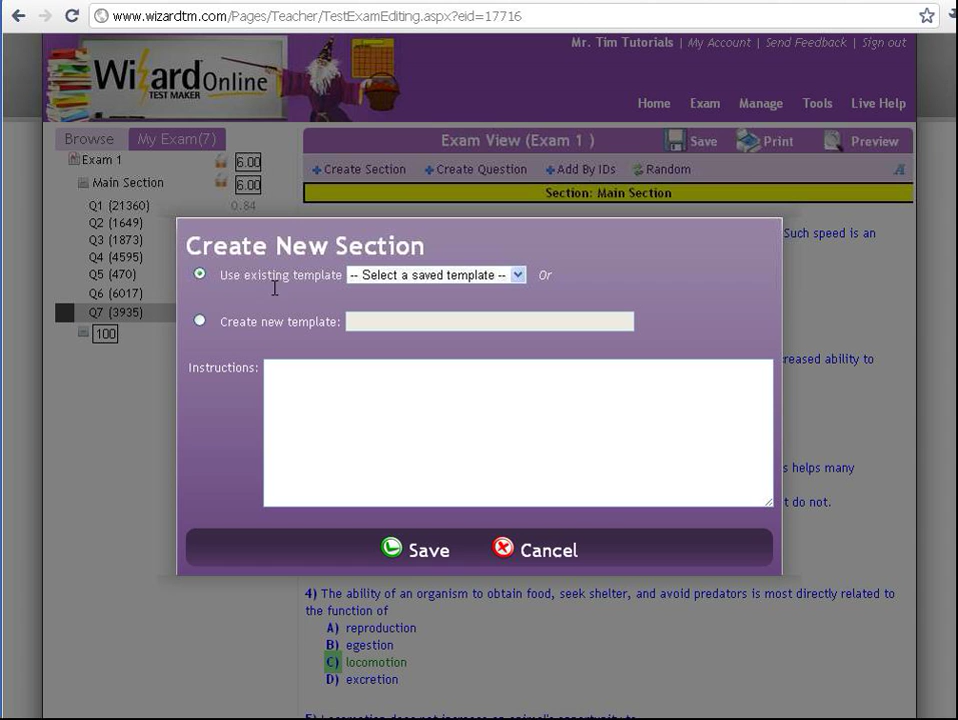 www.wizardtm.com/Pages/Teacher/TestExamEditing.aspx?eid=17716
Mr. Tim Tutorials | My Account | Send Feedback | Sign out
Wizard Online
TEST MAKER
Home Exam Manage Tools Live Help
Browse My Exam(7)
Exam View (Exam 1 ) Save Print Preview
Exam 1 6.00
Create Section Create Question Add By IDs Random A
Main Section 6.00
Section: Main Section
Q1 (21360) 0.84
Q2 (1649)
Q3 (1873)
Q4 (4595)
Q5 (470)
Q6 (6017)
Q7 (3935)
100
Such speed is an
Create New Section
Use existing template -- Select a saved template -- Or
Create new template:
Instructions:
creased ability to
s helps many
t do not.
Save Cancel
4) The ability of an organism to obtain food, seek shelter, and avoid predators is most directly related to
the function of
A) reproduction
B) egestion
C) locomotion
D) excretion